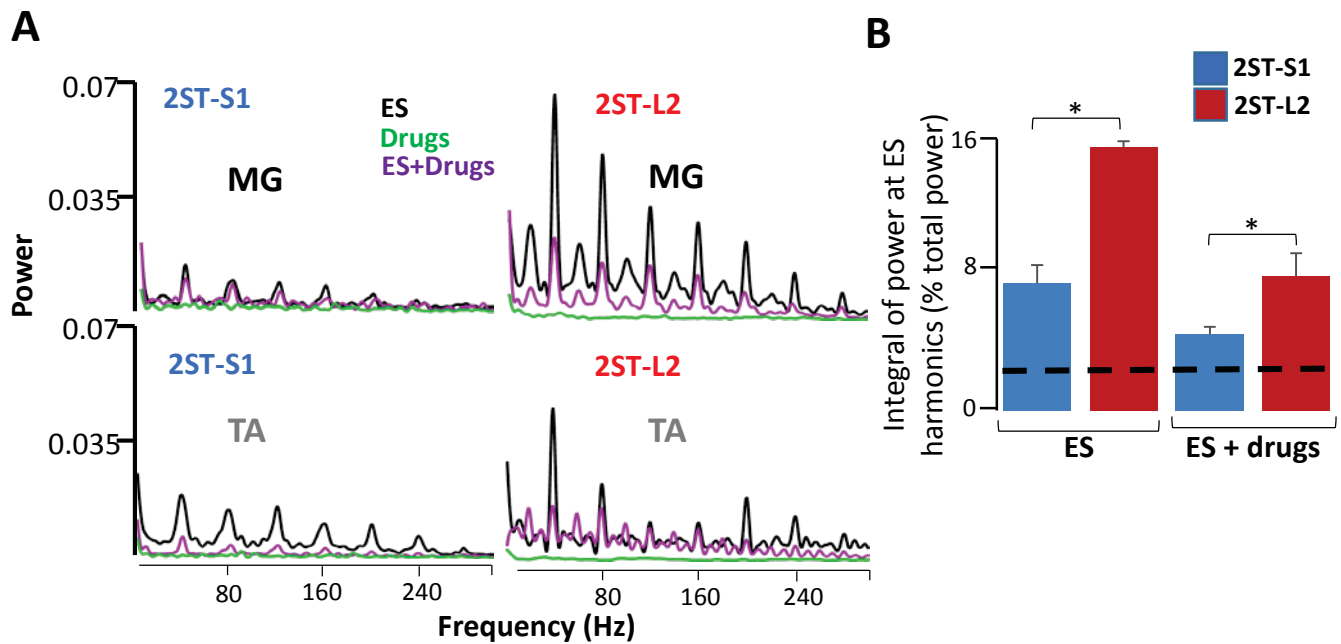 A
0.07
0.035
2ST-S1
MG
ES
Drugs
ES+Drugs
2ST-L2
MG
Power
0.07
0.035
2ST-S1
TA
2ST-L2
TA
80
160
240
80
160
240
Frequency (Hz)
B
2ST-S1
2ST-L2
Integral of power at ES
harmonics (% total power)
16
8
0
*
*
ES
ES + drugs